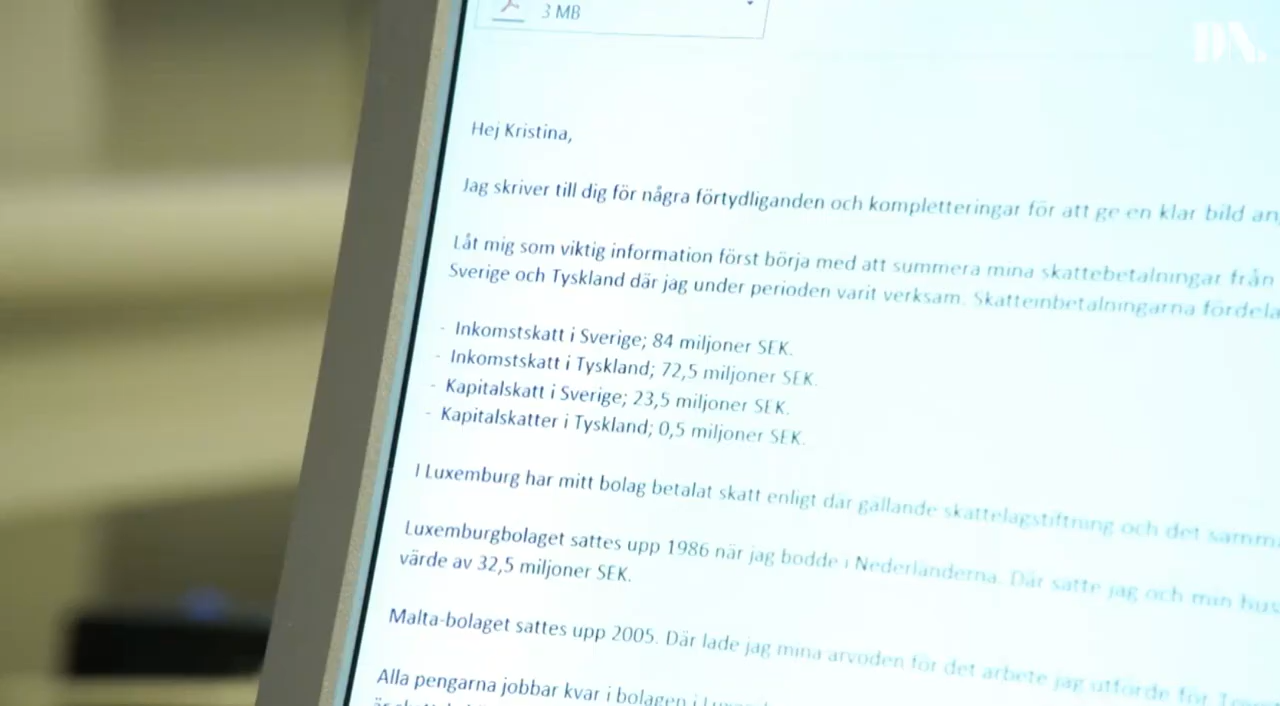 3 MB
DN.
Hej Kristina,
Jag skriver till dig för några förtydliganden och kompletteringar för att ge en klar bild
Låt mig som viktig information först börja med att summera mina skattebetalningar från
Sverige och Tyskland där jag under perioden varit verksam. Skatteinbetalningarna
- Inkomstskatt i Sverige; 84 miljoner SEK.
- Inkomstskatt i Tyskland; 72,5 miljoner SEK.
- Kapitalskatt i Sverige; 23,5 miljoner SEK.
- Kapitalskatter i Tyskland; 0,5 miljoner SEK.
I Luxemburg har mitt bolag betalat skatt enligt där gällande skattelagstiftning och det
Luxemburgbolaget sattes upp 1986 när jag bodde i Nederländerna. Där satte jag och min
värde av 32,5 miljoner SEK.
Malta-bolaget sattes upp 2005. Där lade jag mina arvoden för det arbete jag utförde för
Alla pengarna jobbar kvar i bolagen i